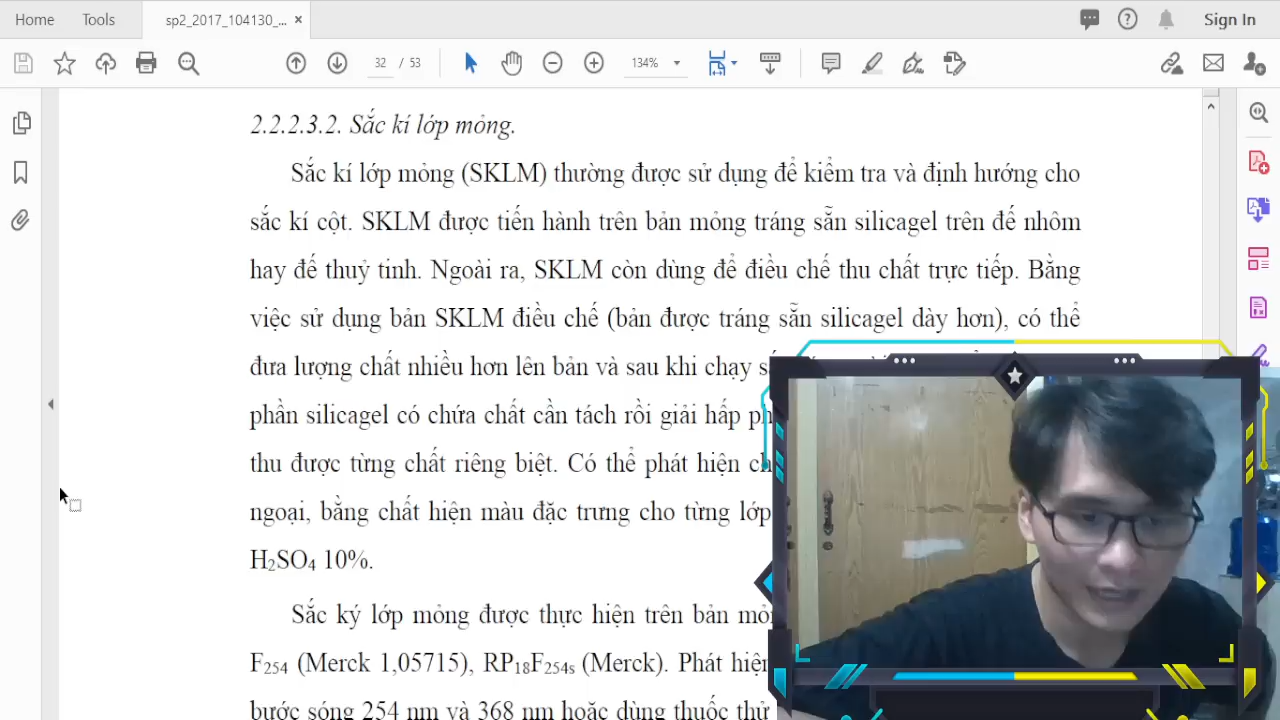 Home Tools sp2_2017_104130_... × Sign In
32 / 53 134%
2.2.2.3.2. Sắc kí lớp mỏng.
Sắc kí lớp mỏng (SKLM) thường được sử dụng để kiểm tra và định hướng cho
sắc kí cột. SKLM được tiến hành trên bản mỏng tráng sẵn silicagel trên đế nhôm
hay đế thuỷ tinh. Ngoài ra, SKLM còn dùng để điều chế thu chất trực tiếp. Bằng
việc sử dụng bản SKLM điều chế (bản được tráng sẵn silicagel dày hơn), có thể
đưa lượng chất nhiều hơn lên bản và sau khi chạy
phần silicagel có chứa chất cần tách rồi giải hấp
thu được từng chất riêng biệt. Có thể phát hiện
ngoại, bằng chất hiện màu đặc trưng cho từng lớp
H₂SO₄ 10%.
Sắc ký lớp mỏng được thực hiện trên bản
F₂₅₄ (Merck 1,05715), RP₁₈F₂₅₄ₛ (Merck). Phát hiện
bước sóng 254 nm và 368 nm hoặc dùng thuốc thử